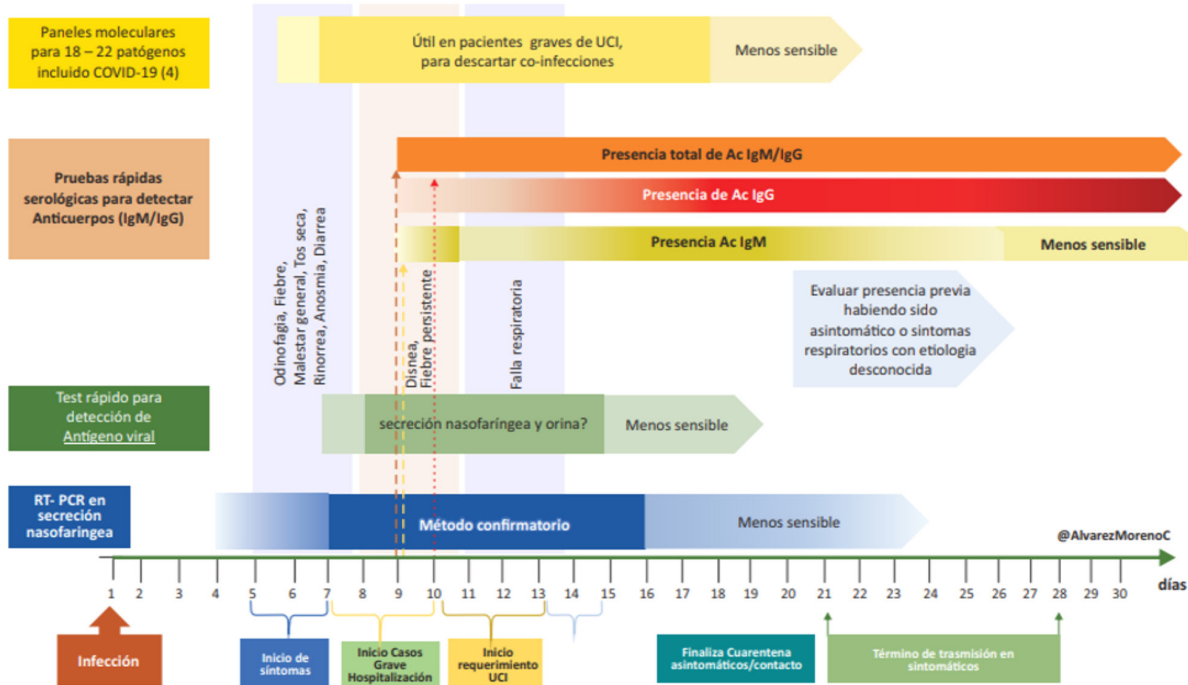 Paneles moleculares
para 18 – 22 patógenos
incluido COVID-19 (4)
Útil en pacientes graves de UCI,
para descartar co-infecciones
Menos sensible
Pruebas rápidas
serológicas para detectar
Anticuerpos (IgM/IgG)
Presencia total de Ac IgM/IgG
Presencia de Ac IgG
Presencia Ac IgM
Menos sensible
Odinofagia, Fiebre,
Malestar general, Tos seca,
Rinorrea, Anosmia, Diarrea
Disnea,
Fiebre persistente
Falla respiratoria
Evaluar presencia previa
habiendo sido
asintomático o sintomas
respiratorios con etiologia
desconocida
Test rápido para
detección de
Antígeno viral
secreción nasofaríngea y orina?
Menos sensible
RT- PCR en
secreción
nasofaringea
Método confirmatorio
Menos sensible
@AlvarezMorenoC
1 2 3 4 5 6 7 8 9 10 11 12 13 14 15 16 17 18 19 20 21 22 23 24 25 26 27 28 29 30
días
Infección
Inicio de
síntomas
Inicio Casos
Grave
Hospitalización
Inicio
requerimiento
UCI
Finaliza Cuarentena
asintomáticos/contacto
Término de trasmisión en
sintomáticos